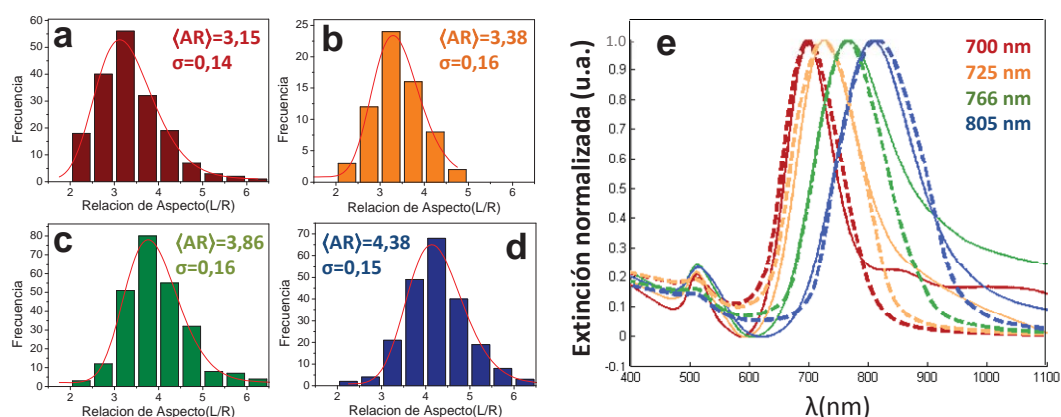 a
⟨AR⟩=3,15
σ=0,14
Frecuencia
60
50
40
30
20
10
0
2 3 4 5 6
Relacion de Aspecto(L/R)
b
⟨AR⟩=3,38
σ=0,16
Frecuencia
30
20
10
0
2 3 4 5 6
Relacion de Aspecto(L/R)
c
⟨AR⟩=3,86
σ=0,16
Frecuencia
80
70
60
50
40
30
20
10
0
2 3 4 5 6
Relacion de Aspecto(L/R)
d
⟨AR⟩=4,38
σ=0,15
Frecuencia
70
60
50
40
30
20
10
0
2 3 4 5 6
Relacion de Aspecto(L/R)
e
700 nm
725 nm
766 nm
805 nm
Extinción normalizada (u.a.)
1.0
0.9
0.8
0.7
0.6
0.5
0.4
0.3
0.2
0.1
0
-0.1
400 500 600 700 800 900 1000 1100
λ(nm)